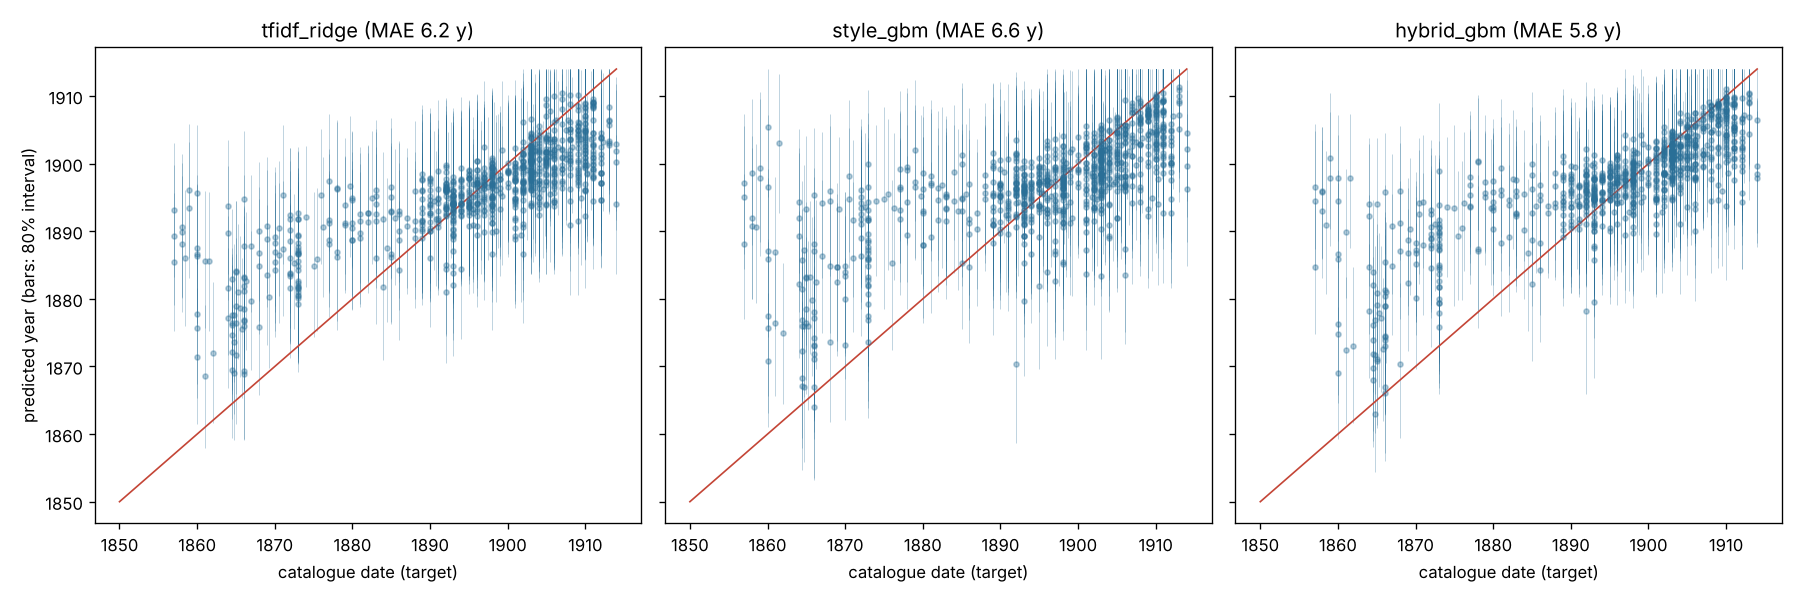 tfidf_ridge (MAE 6.2 y)
style_gbm (MAE 6.6 y)
hybrid_gbm (MAE 5.8 y)
predicted year (bars: 80% interval)
1910
1900
1890
1880
1870
1860
1850
1850 1860 1870 1880 1890 1900 1910
1850 1860 1870 1880 1890 1900 1910
1850 1860 1870 1880 1890 1900 1910
catalogue date (target)
catalogue date (target)
catalogue date (target)